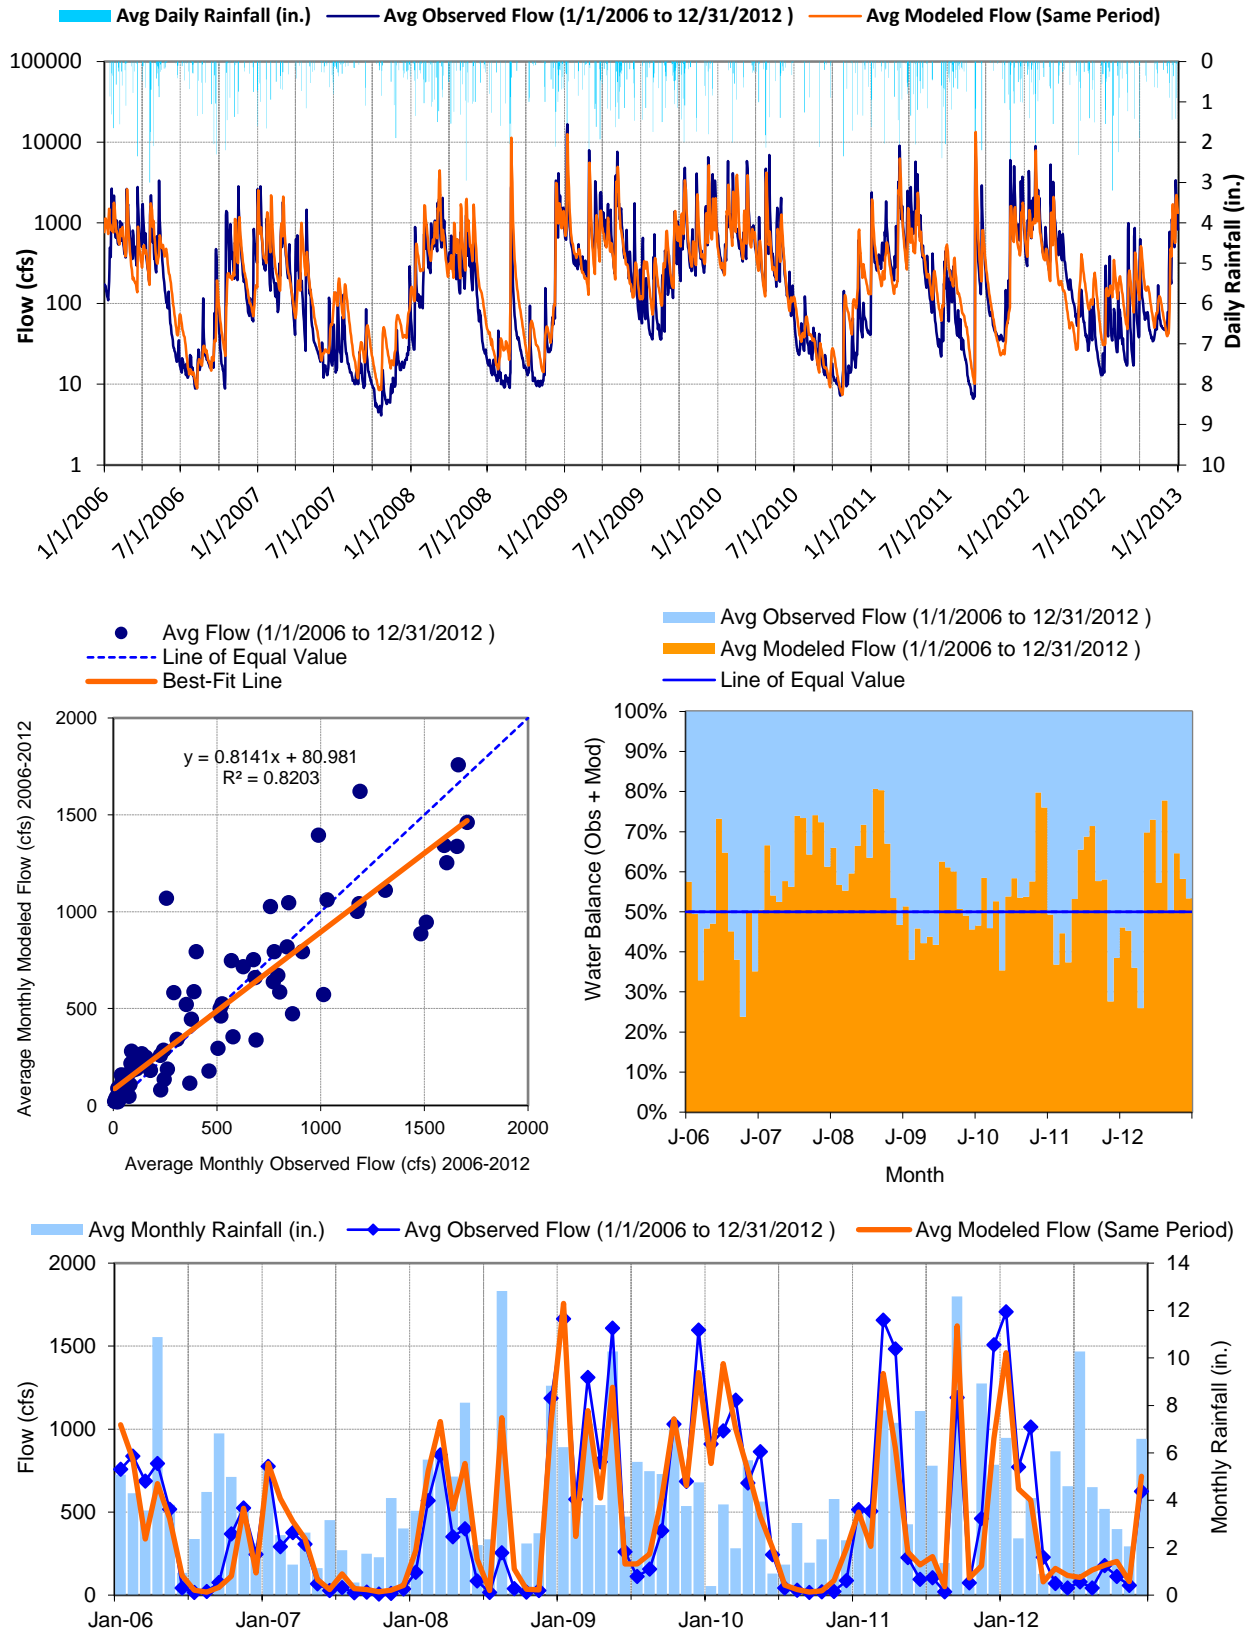 Avg Daily Rainfall (in.) Avg Observed Flow (1/1/2006 to 12/31/2012 ) Avg Modeled Flow (Same Period)
100000 0
1
10000 2
3
1000 4
5
100 6
7
10 8
9
1 10
Flow (cfs)
Daily Rainfall (in.)
1/1/2006 7/1/2006 1/1/2007 7/1/2007 1/1/2008 7/1/2008 1/1/2009 7/1/2009 1/1/2010 7/1/2010 1/1/2011 7/1/2011 1/1/2012 7/1/2012 1/1/2013
Avg Flow (1/1/2006 to 12/31/2012 )
Line of Equal Value
Best-Fit Line
2000
1500
1000
500
0
y = 0.8141x + 80.981
R² = 0.8203
Average Monthly Modeled Flow (cfs) 2006-2012
0 500 1000 1500 2000
Average Monthly Observed Flow (cfs) 2006-2012
Avg Observed Flow (1/1/2006 to 12/31/2012 )
Avg Modeled Flow (1/1/2006 to 12/31/2012 )
Line of Equal Value
100%
90%
80%
70%
60%
50%
40%
30%
20%
10%
0%
Water Balance (Obs + Mod)
J-06 J-07 J-08 J-09 J-10 J-11 J-12
Month
Avg Monthly Rainfall (in.) Avg Observed Flow (1/1/2006 to 12/31/2012 ) Avg Modeled Flow (Same Period)
2000 14
12
1500
10
8
1000
6
500 4
2
0 0
Flow (cfs)
Monthly Rainfall (in.)
Jan-06 Jan-07 Jan-08 Jan-09 Jan-10 Jan-11 Jan-12